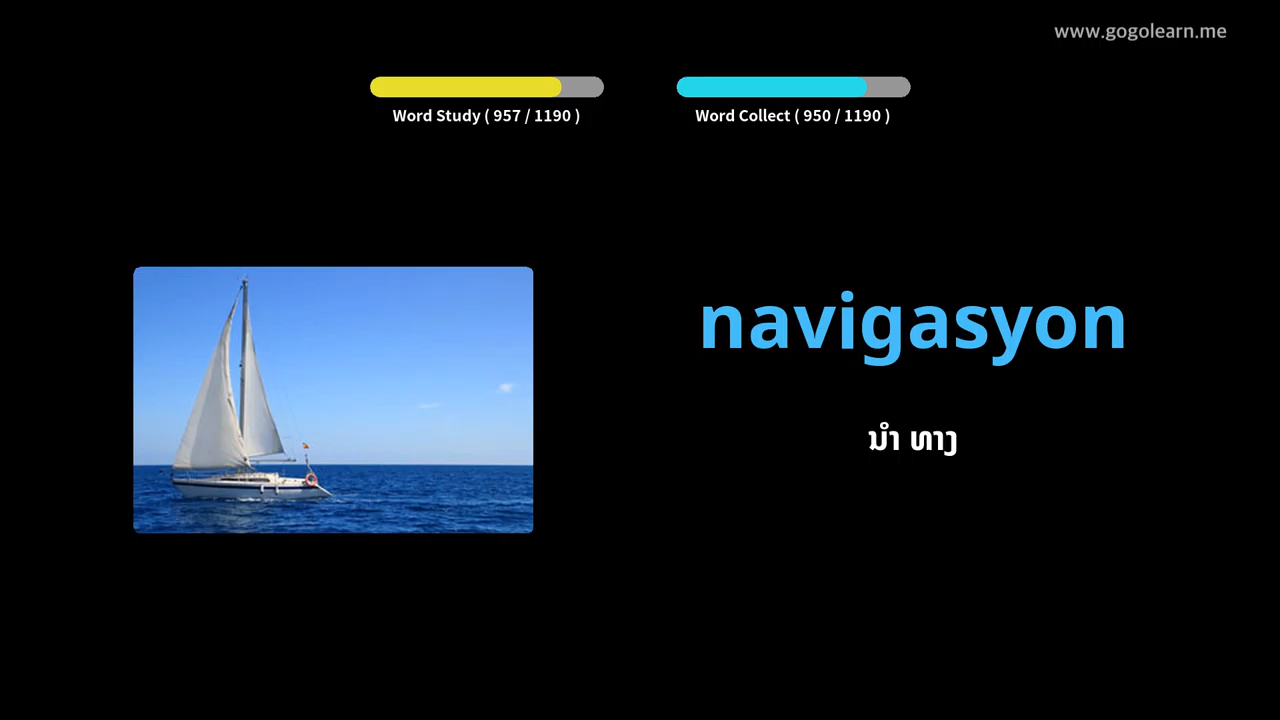 www.gogolearn.me
Word Study ( 957 / 1190 )
Word Collect ( 950 / 1190 )
navigasyon
ນຳ ທາງ